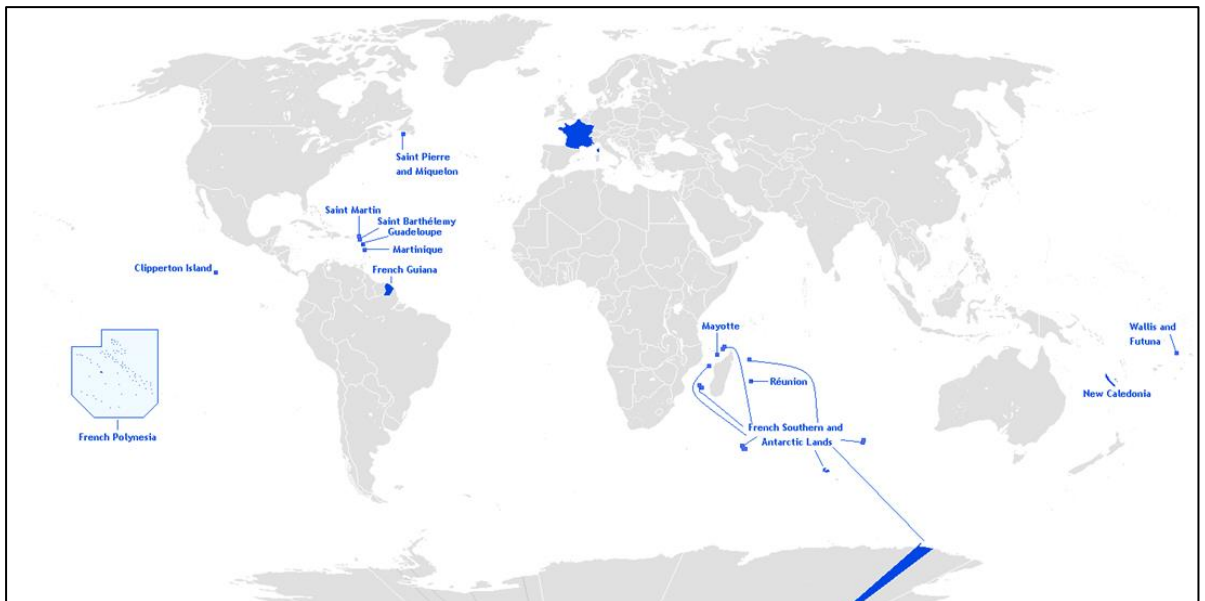 Saint Pierre
and Miquelon
Saint Martin
Saint Barthélemy
Guadeloupe
Martinique
Clipperton Island
French Guiana
Mayotte
Wallis and
Futuna
Réunion
New Caledonia
French Polynesia
French Southern and
Antarctic Lands